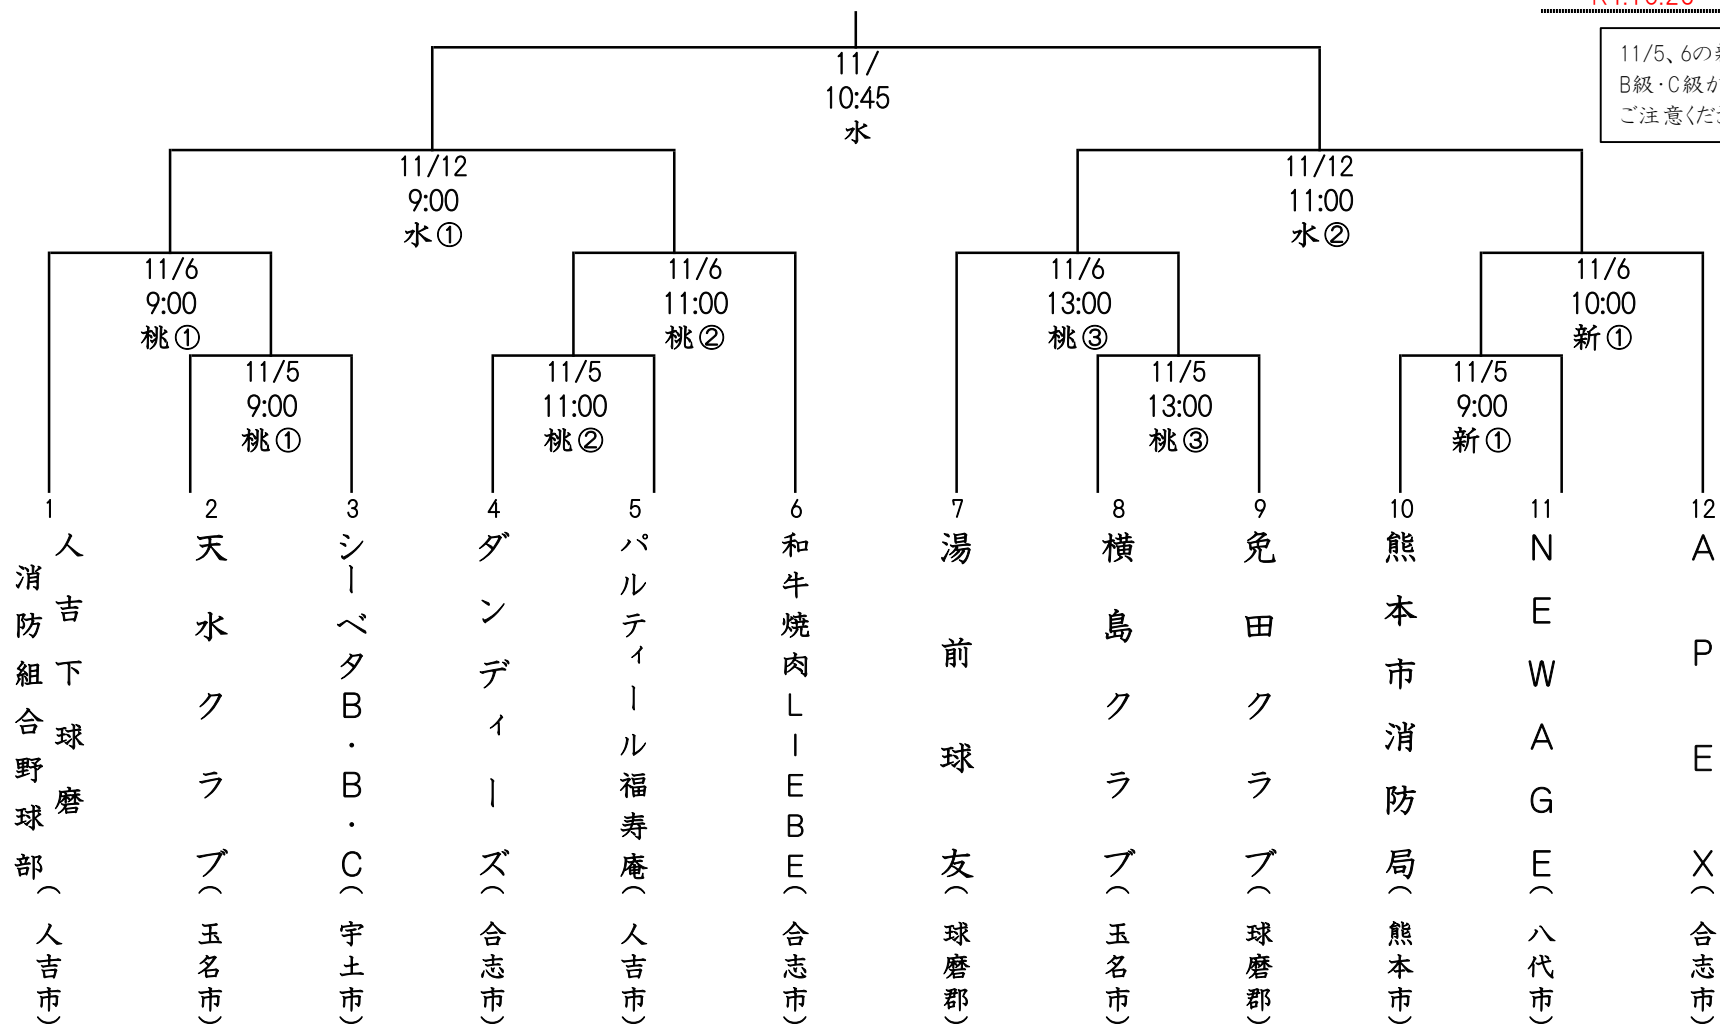 11/5、6の
B級・C級が
ご注意くだ
11/
10:45
水
11/12
9:00
水①
11/12
11:00
水②
11/6
9:00
桃①
11/6
11:00
桃②
11/6
13:00
桃③
11/6
10:00
新①
11/5
9:00
桃①
11/5
11:00
桃②
11/5
13:00
桃③
11/5
9:00
新①
1
人吉下球磨
消防組合野球部
(人吉市)
2
天水クラブ
(玉名市)
3
シーベタB・B・C
(宇土市)
4
ダンディーズ
(合志市)
5
パルティール福寿庵
(人吉市)
6
和牛焼肉LIEBE
(合志市)
7
湯前球友
(球磨郡)
8
横島クラブ
(玉名市)
9
免田クラブ
(球磨郡)
10
熊本市消防局
(熊本市)
11
NEWAGE
(八代市)
12
APEX
(合志市)